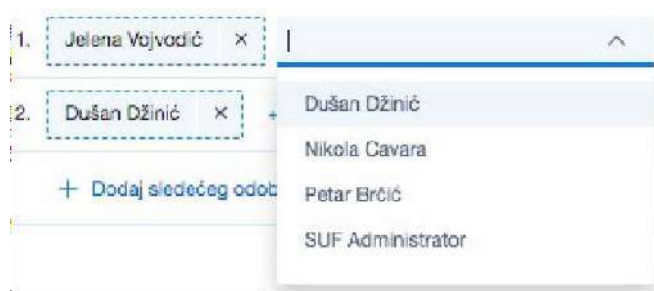 1. Jelena Vojvodić ×
2. Dušan Džinić × +
+ Dodaj sledećeg odob
Dušan Džinić
Nikola Cavara
Petar Brčić
SUF Administrator